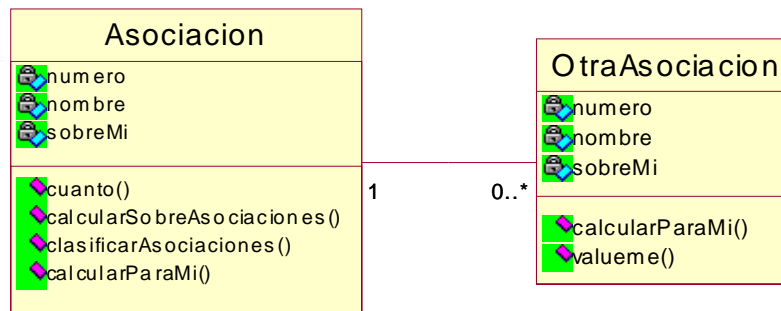 Asociacion
numero
nombre
sobreMi
cuanto()
calcularSobreAsociaciones()
clasificarAsociaciones()
calcularParaMi()
1
0..*
OtraAsociacion
numero
nombre
sobreMi
calcularParaMi()
valueme()